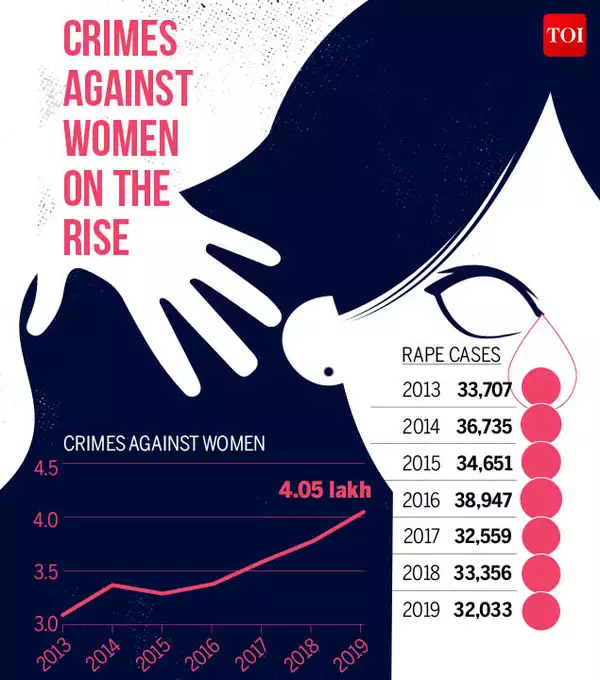 TOI
CRIMES
AGAINST
WOMEN
ON THE
RISE
RAPE CASES
2013 33,707
2014 36,735
2015 34,651
2016 38,947
2017 32,559
2018 33,356
2019 32,033
CRIMES AGAINST WOMEN
4.5
4.05 lakh
4.0
3.5
3.0
2013 2014 2015 2016 2017 2018 2019